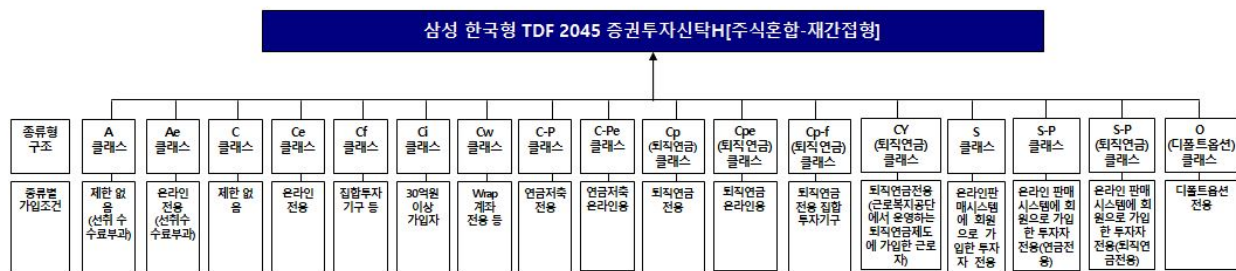 삼성 한국형 TDF 2045 증권투자신탁H[주식혼합-재간접형]
종류형
구조
A
클래스
Ae
클래스
C
클래스
Ce
클래스
Cf
클래스
Ci
클래스
Cw
클래스
C-P
클래스
C-Pe
클래스
Cp
(퇴직연금)
클래스
Cpe
(퇴직연금)
클래스
Cp-f
(퇴직연금)
클래스
CY
(퇴직연금)
클래스
S
클래스
S-P
클래스
S-P
(퇴직연금)
클래스
O
(디폴트옵션)
클래스
종류별
가입조건
제한 없
음
(선취 수
수료부과)
온라인
전용
(선취수
수료부과)
제한 없
음
온라인
전용
집합투자
기구 등
30억원
이상
가입자
Wrap
계좌
전용 등
연금저축
전용
연금저축
온라인용
퇴직연금
전용
퇴직연금
온라인용
퇴직연금
전용 집합
투자기구
퇴직연금전용
(근로복지공단
에서 운영하는
퇴직연금제도
에 가입한 근로
자)
온라인판
매시스템
에 회원
으로 가
입한 투자
자 전용
온라인 판매
시스템에 회
원으로 가입
한 투자자
전용(연금전
용)
온라인 판매
시스템에 회
원으로 가입
한 투자자
전용(퇴직연
금전용)
디폴트옵션
전용